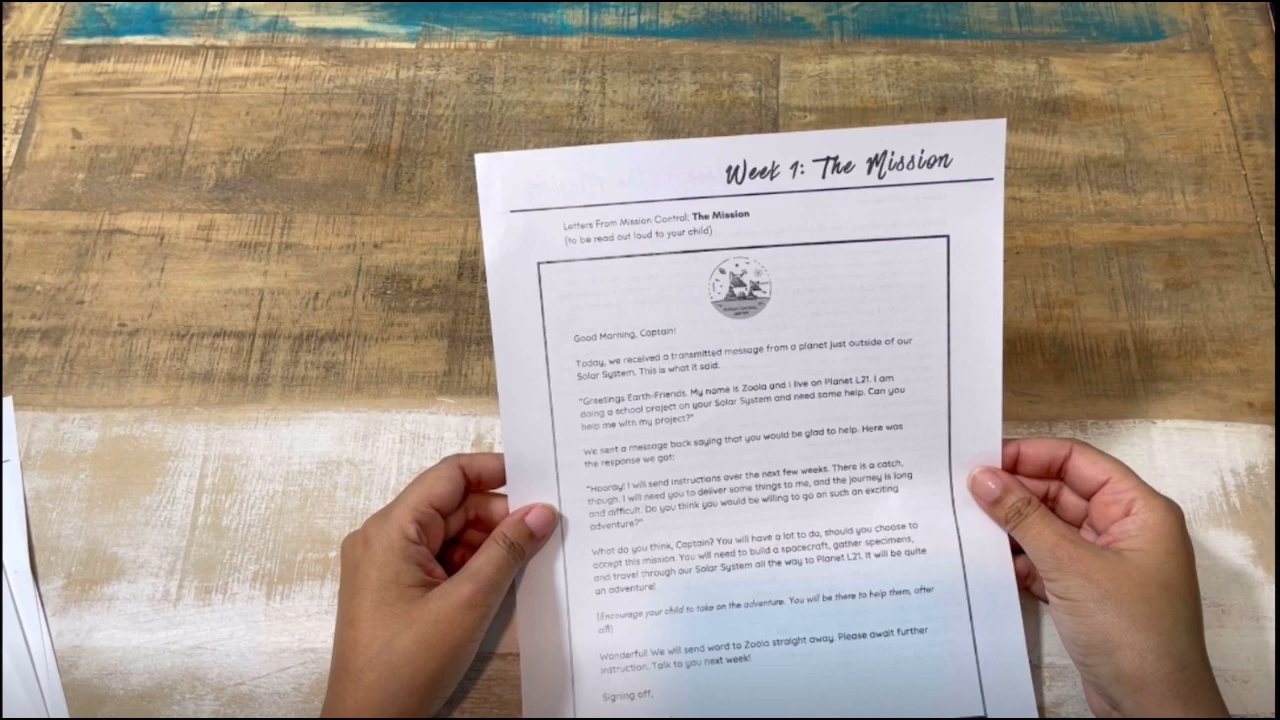 Week 1: The Mission
Letters From Mission Control: The Mission
(to be read out loud to your child)
Good Morning, Captain!
Today, we received a transmitted message from a planet just outside of our
Solar System. This is what it said:
"Greetings Earth-Friends. My name is Zoola and I live on Planet L21. I am
doing a school project on your Solar System and need some help. Can you
help me with my project?"
We sent a message back saying that you would be glad to help. Here was
the response we got:
"Hooray! I will send instructions over the next few weeks. There is a catch,
though. I will need you to deliver some things to me, and the journey is long
and difficult. Do you think you would be willing to go on such an exciting
adventure?"
What do you think, Captain? You will have a lot to do, should you choose to
accept this mission. You will need to build a spacecraft, gather specimens,
and travel through our Solar System all the way to Planet L21. It will be quite
an adventure!
(Encourage your child to take on the adventure. You will be there to help them, after
all!)
Wonderful! We will send word to Zoola straight away. Please await further
instruction. Talk to you next week!
Signing off,